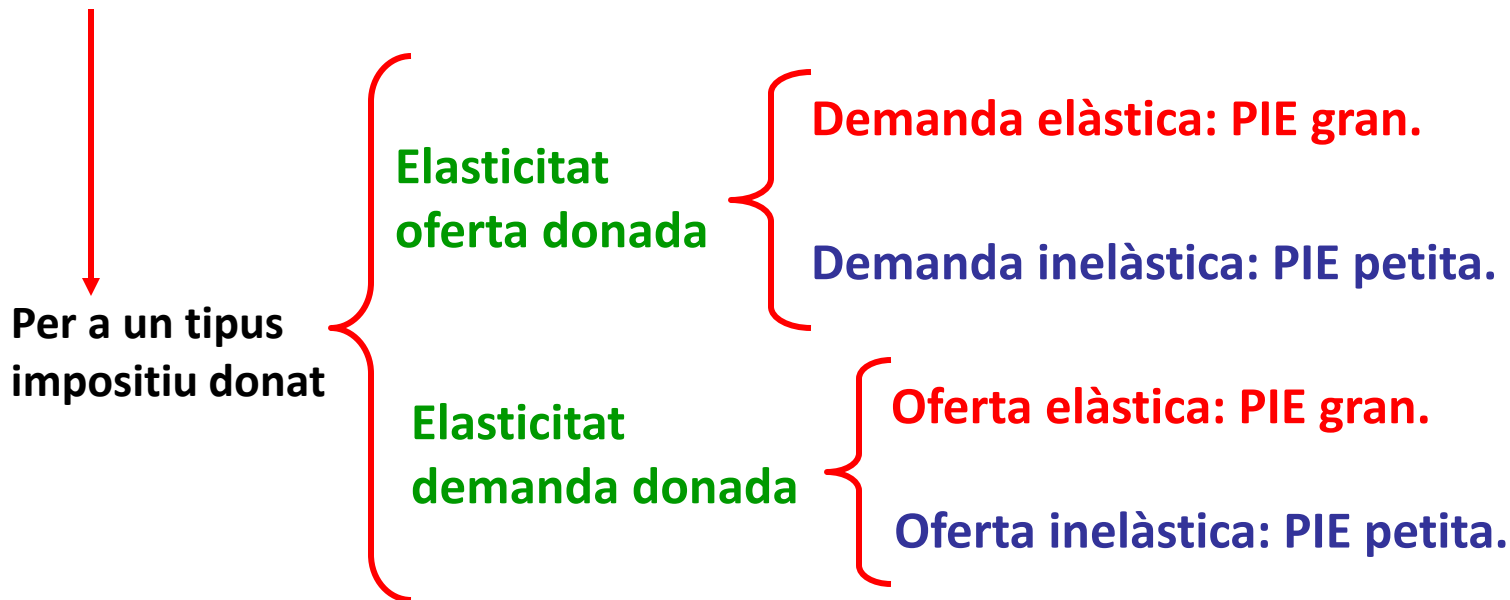 Per a un tipus
impositiu donat
Elasticitat
oferta donada
Demanda elàstica: PIE gran.
Demanda inelàstica: PIE petita.
Elasticitat
demanda donada
Oferta elàstica: PIE gran.
Oferta inelàstica: PIE petita.